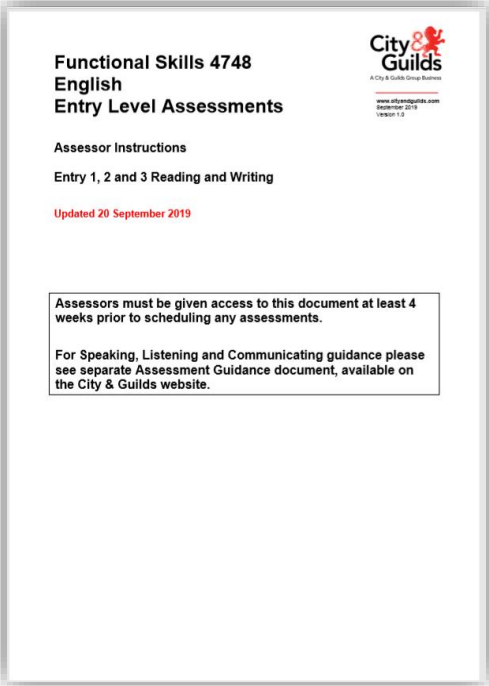 City&
Guilds
A City & Guilds Group Business
www.cityandguilds.com
September 2019
Version 1.0
Functional Skills 4748
English
Entry Level Assessments
Assessor Instructions
Entry 1, 2 and 3 Reading and Writing
Updated 20 September 2019
Assessors must be given access to this document at least 4
weeks prior to scheduling any assessments.
For Speaking, Listening and Communicating guidance please
see separate Assessment Guidance document, available on
the City & Guilds website.